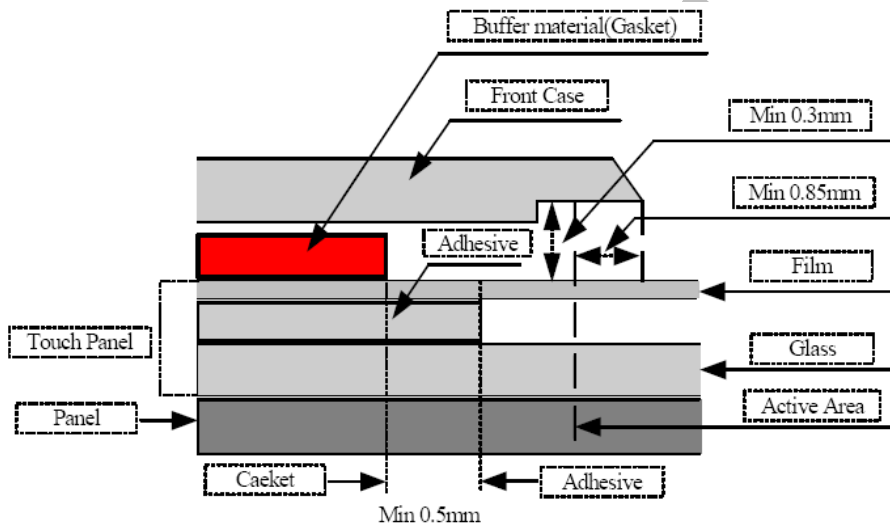 Buffer material(Gasket)
Front Case
Min 0.3mm
Min 0.85mm
Adhesive
Film
Touch Panel
Glass
Panel
Active Area
Caeket
Adhesive
Min 0.5mm